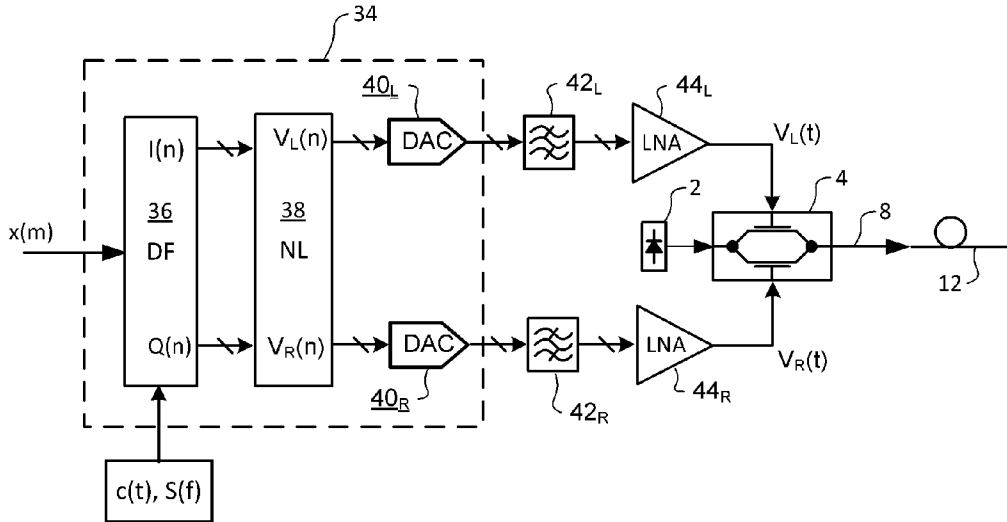 34
40L
42L
44L
I(n)
VL(n)
DAC
LNA
VL(t)
2
4
8
36
38
x(m)
DF
NL
12
Q(n)
VR(n)
DAC
LNA
VR(t)
40R
42R
44R
c(t), S(f)